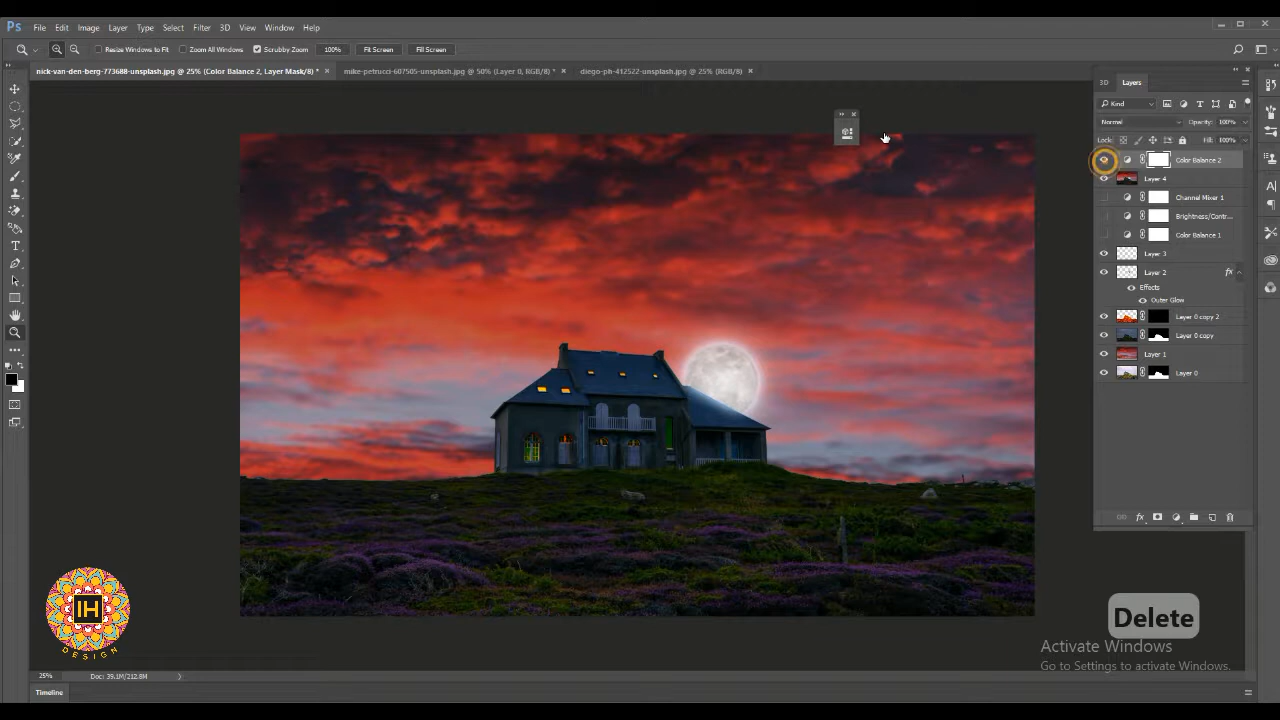 Ps File Edit Image Layer Type Select Filter 3D View Window Help
Resize Windows to Fit Zoom All Windows Scrubby Zoom 100% Fit Screen Fill Screen
nick-van-den-berg-773688-unsplash.jpg @ 25% (Color Balance 2, Layer Mask/8) * × mike-petrucci-607505-unsplash.jpg @ 50% (Layer 0, RGB/8) * × diego-ph-412522-unsplash.jpg @ 25% (RGB/8) ×
3D Layers
Kind
Normal Opacity: 100%
Lock: Fill: 100%
Color Balance 2
Layer 4
Channel Mixer 1
Brightness/Contr...
Color Balance 1
Layer 3
Layer 2 fx
Effects
Outer Glow
Layer 0 copy 2
Layer 0 copy
Layer 1
Layer 0
fx
IH
DESIGN
Delete
Activate Windows
Go to Settings to activate Windows.
25% Doc: 39.1M/212.8M
Timeline